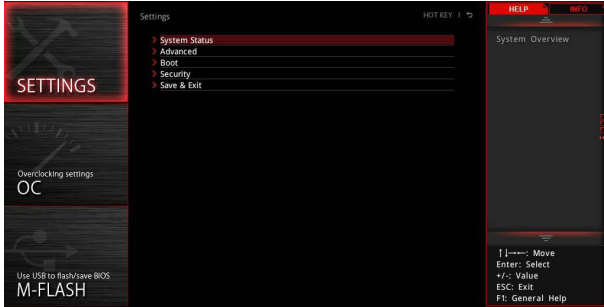 Settings
HOT KEY | ↰
HELP
INFO
System Status
Advanced
Boot
Security
Save & Exit
System Overview
SETTINGS
Overclocking settings
OC
Use USB to flash/save BIOS
M-FLASH
↑↓→←: Move
Enter: Select
+/-: Value
ESC: Exit
F1: General Help